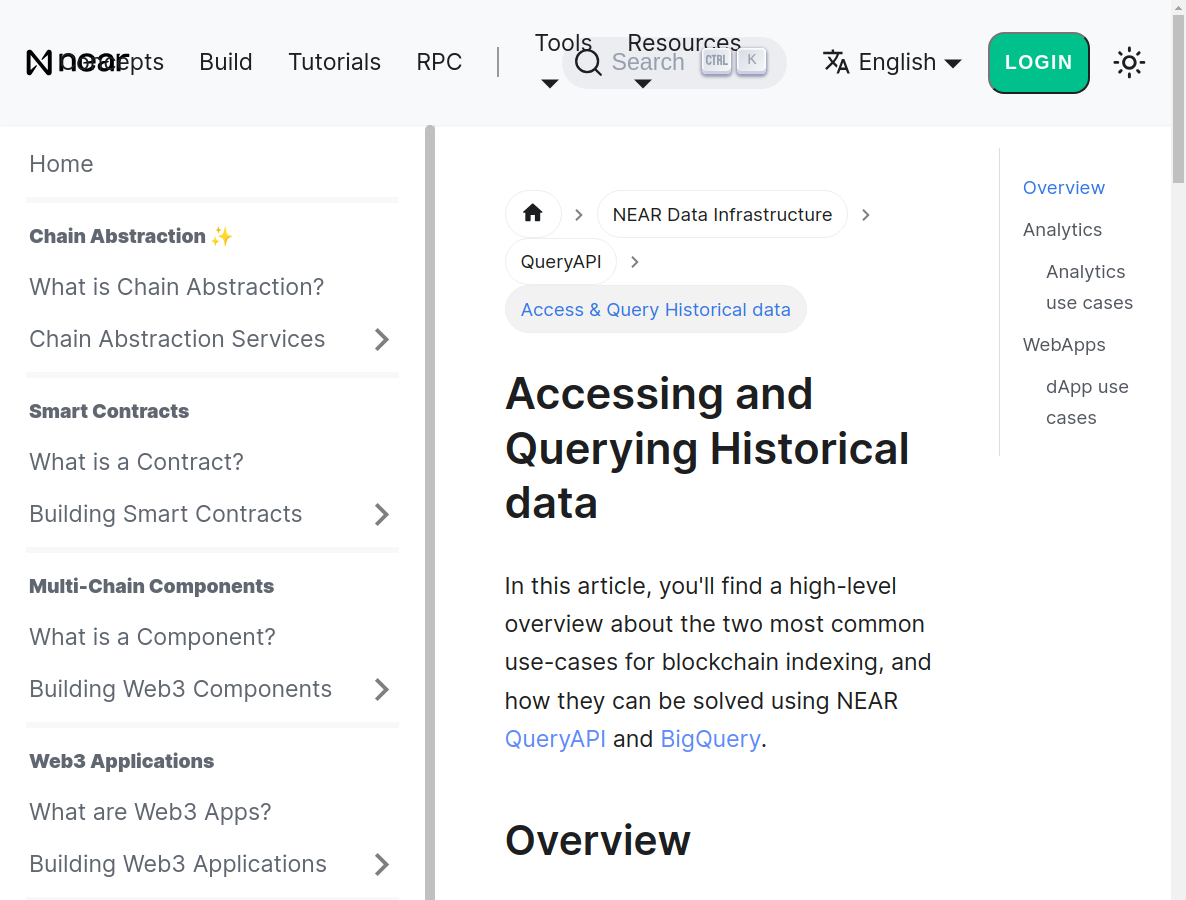 near
Concepts
Build
Tutorials
RPC
Tools
Resources
Search
CTRL
K
English
LOGIN
Home
Chain Abstraction ✨
What is Chain Abstraction?
Chain Abstraction Services
Smart Contracts
What is a Contract?
Building Smart Contracts
Multi-Chain Components
What is a Component?
Building Web3 Components
Web3 Applications
What are Web3 Apps?
Building Web3 Applications
NEAR Data Infrastructure
QueryAPI
Access & Query Historical data
Accessing and
Querying Historical
data
In this article, you'll find a high-level
overview about the two most common
use-cases for blockchain indexing, and
how they can be solved using NEAR
QueryAPI and BigQuery.
Overview
Overview
Analytics
Analytics
use cases
WebApps
dApp use
cases